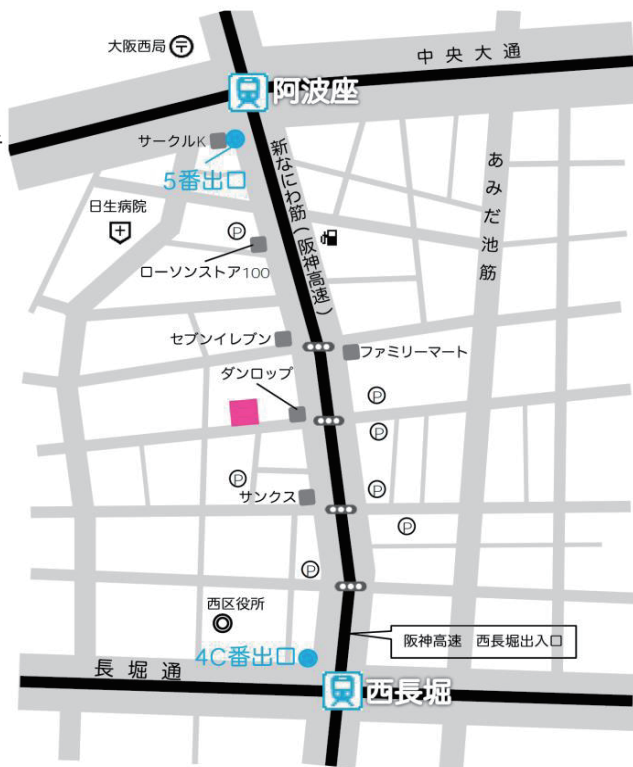 大阪西局
〒
中央大通
阿波座
サークルK
5番出口
新なにわ筋(阪神高速)
あみだ池筋
日生病院
P
ローソンストア100
セブンイレブン
ファミリーマート
ダンロップ
P
P
P
サンクス
P
P
P
西区役所
阪神高速 西長堀出入口
4C番出口
長堀通
西長堀